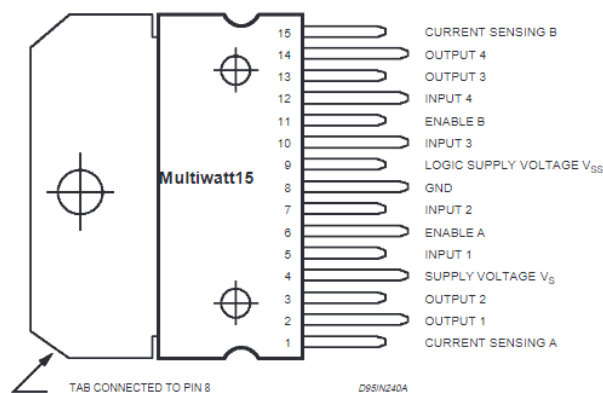 15 CURRENT SENSING B
14 OUTPUT 4
13 OUTPUT 3
12 INPUT 4
11 ENABLE B
10 INPUT 3
9 LOGIC SUPPLY VOLTAGE VSS
8 GND
7 INPUT 2
6 ENABLE A
5 INPUT 1
4 SUPPLY VOLTAGE VS
3 OUTPUT 2
2 OUTPUT 1
1 CURRENT SENSING A
Multiwatt15
TAB CONNECTED TO PIN 8
D95IN240A